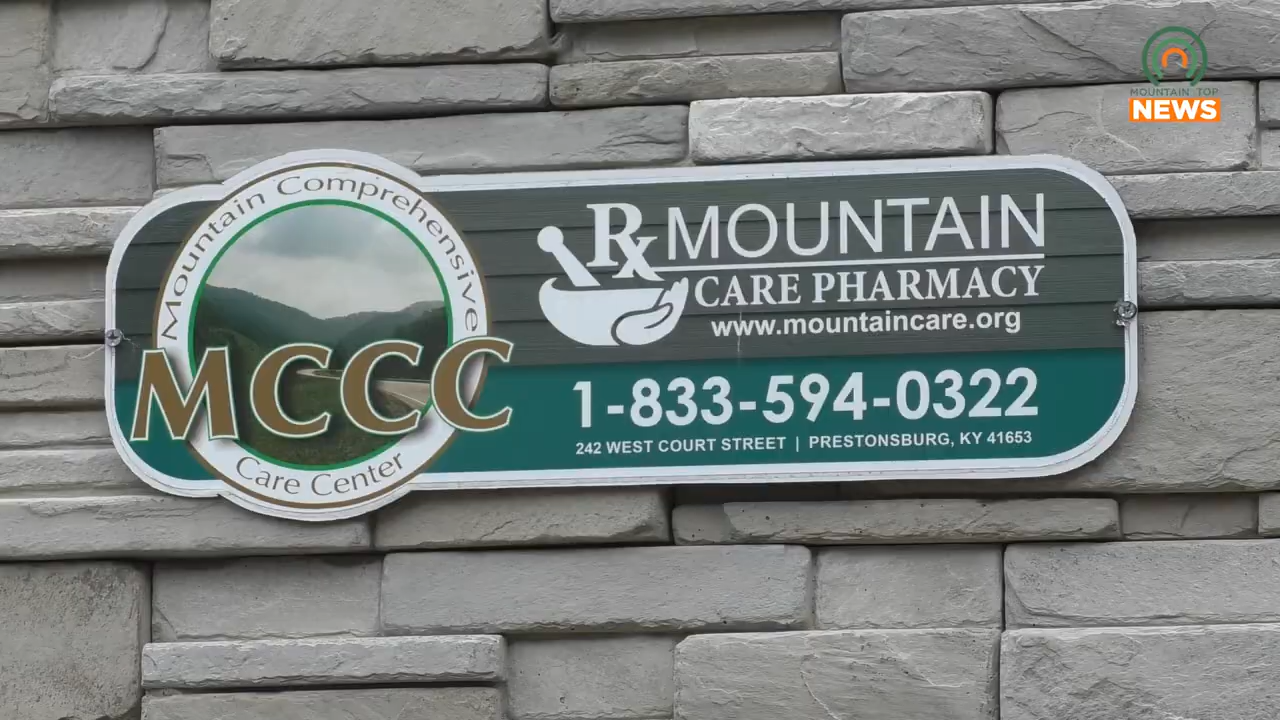 MOUNTAIN TOP
NEWS
Mountain Comprehensive
MCCC
Care Center
Rx MOUNTAIN
CARE PHARMACY
www.mountaincare.org
1-833-594-0322
242 WEST COURT STREET | PRESTONSBURG, KY 41653